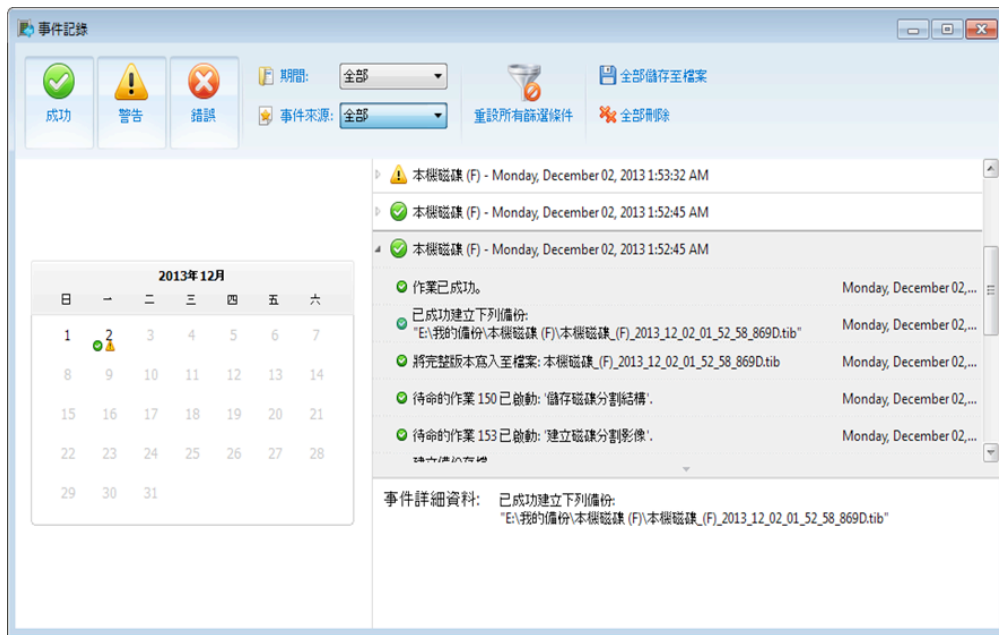 事件記錄
成功
警告
錯誤
期間:
全部
事件來源:
全部
重設所有篩選條件
全部儲存至檔案
全部刪除
2013年12月
日 一 二 三 四 五 六
1 2 3 4 5 6 7
8 9 10 11 12 13 14
15 16 17 18 19 20 21
22 23 24 25 26 27 28
29 30 31
本機磁碟 (F) - Monday, December 02, 2013 1:53:32 AM
本機磁碟 (F) - Monday, December 02, 2013 1:52:45 AM
本機磁碟 (F) - Monday, December 02, 2013 1:52:45 AM
作業已成功。 Monday, December 02,...
已成功建立下列備份:
"E:\我的備份\本機磁碟 (F)\本機磁碟_(F)_2013_12_02_01_52_58_869D.tib" Monday, December 02,...
將完整版本寫入至檔案: 本機磁碟_(F)_2013_12_02_01_52_58_869D.tib Monday, December 02,...
待命的作業 150 已啟動: '儲存磁碟分割結構'. Monday, December 02,...
待命的作業 153 已啟動: '建立磁碟分割影像'. Monday, December 02,...
建立備份存檔
事件詳細資料: 已成功建立下列備份:
"E:\我的備份\本機磁碟 (F)\本機磁碟_(F)_2013_12_02_01_52_58_869D.tib"